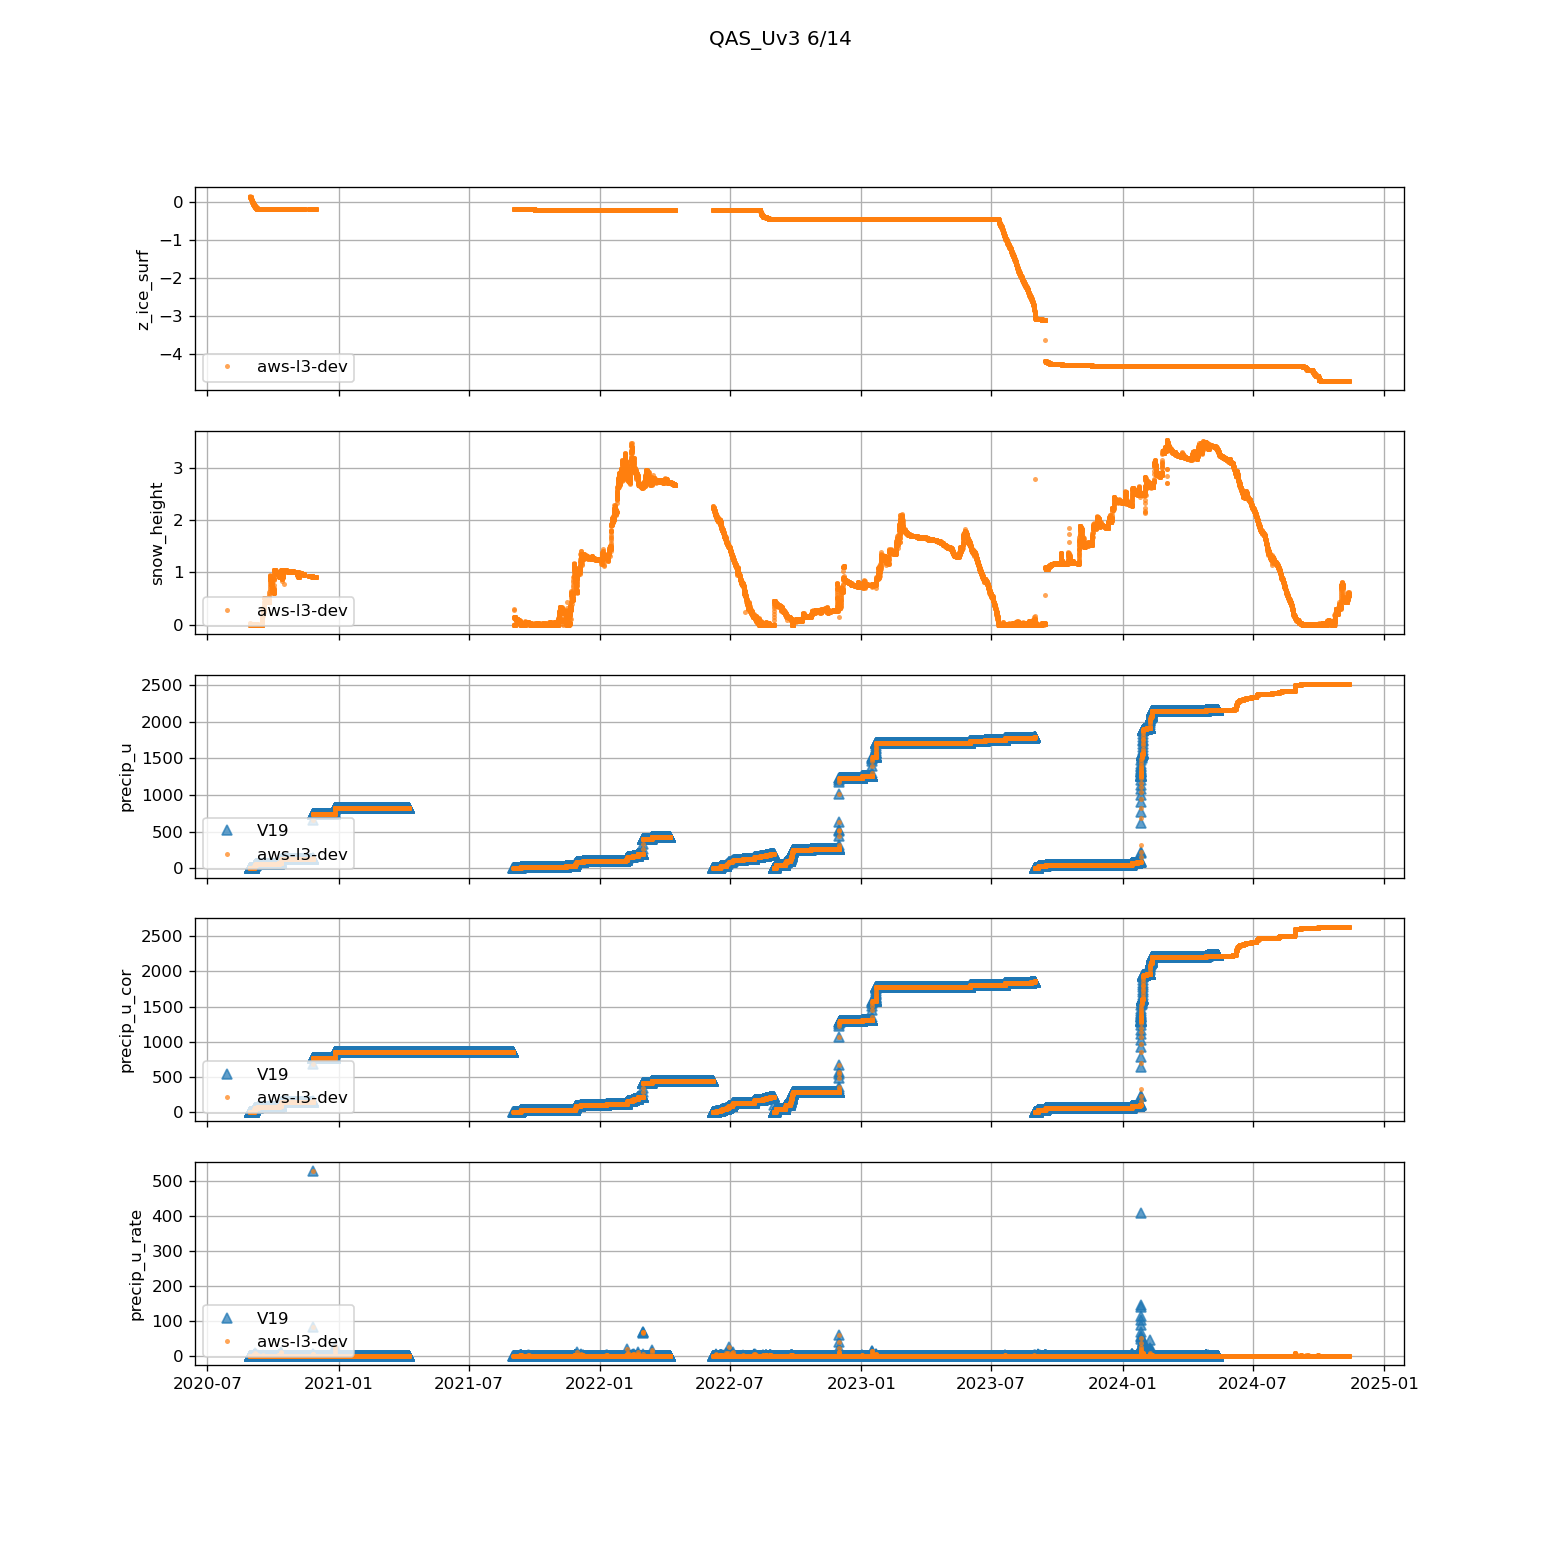 QAS_Uv3 6/14
z_ice_surf
0
−1
−2
−3
−4
aws-l3-dev
snow_height
3
2
1
0
aws-l3-dev
precip_u
2500
2000
1500
1000
500
0
V19
aws-l3-dev
precip_u_cor
2500
2000
1500
1000
500
0
V19
aws-l3-dev
precip_u_rate
500
400
300
200
100
0
V19
aws-l3-dev
2020-07 2021-01 2021-07 2022-01 2022-07 2023-01 2023-07 2024-01 2024-07 2025-01